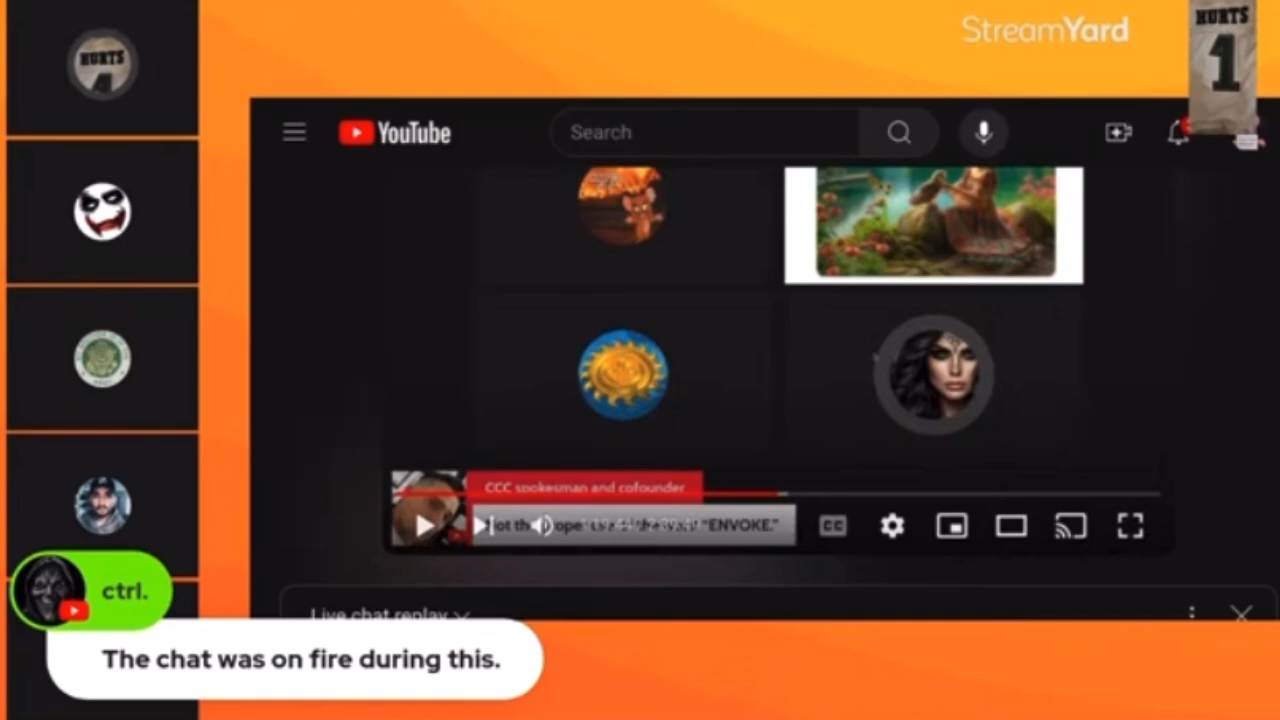 StreamYard
HURTS
1
HURTS
YouTube
Search
CCC spokesman and cofounder
"ENVOKE."
CC
Live chat replay
ctrl.
The chat was on fire during this.